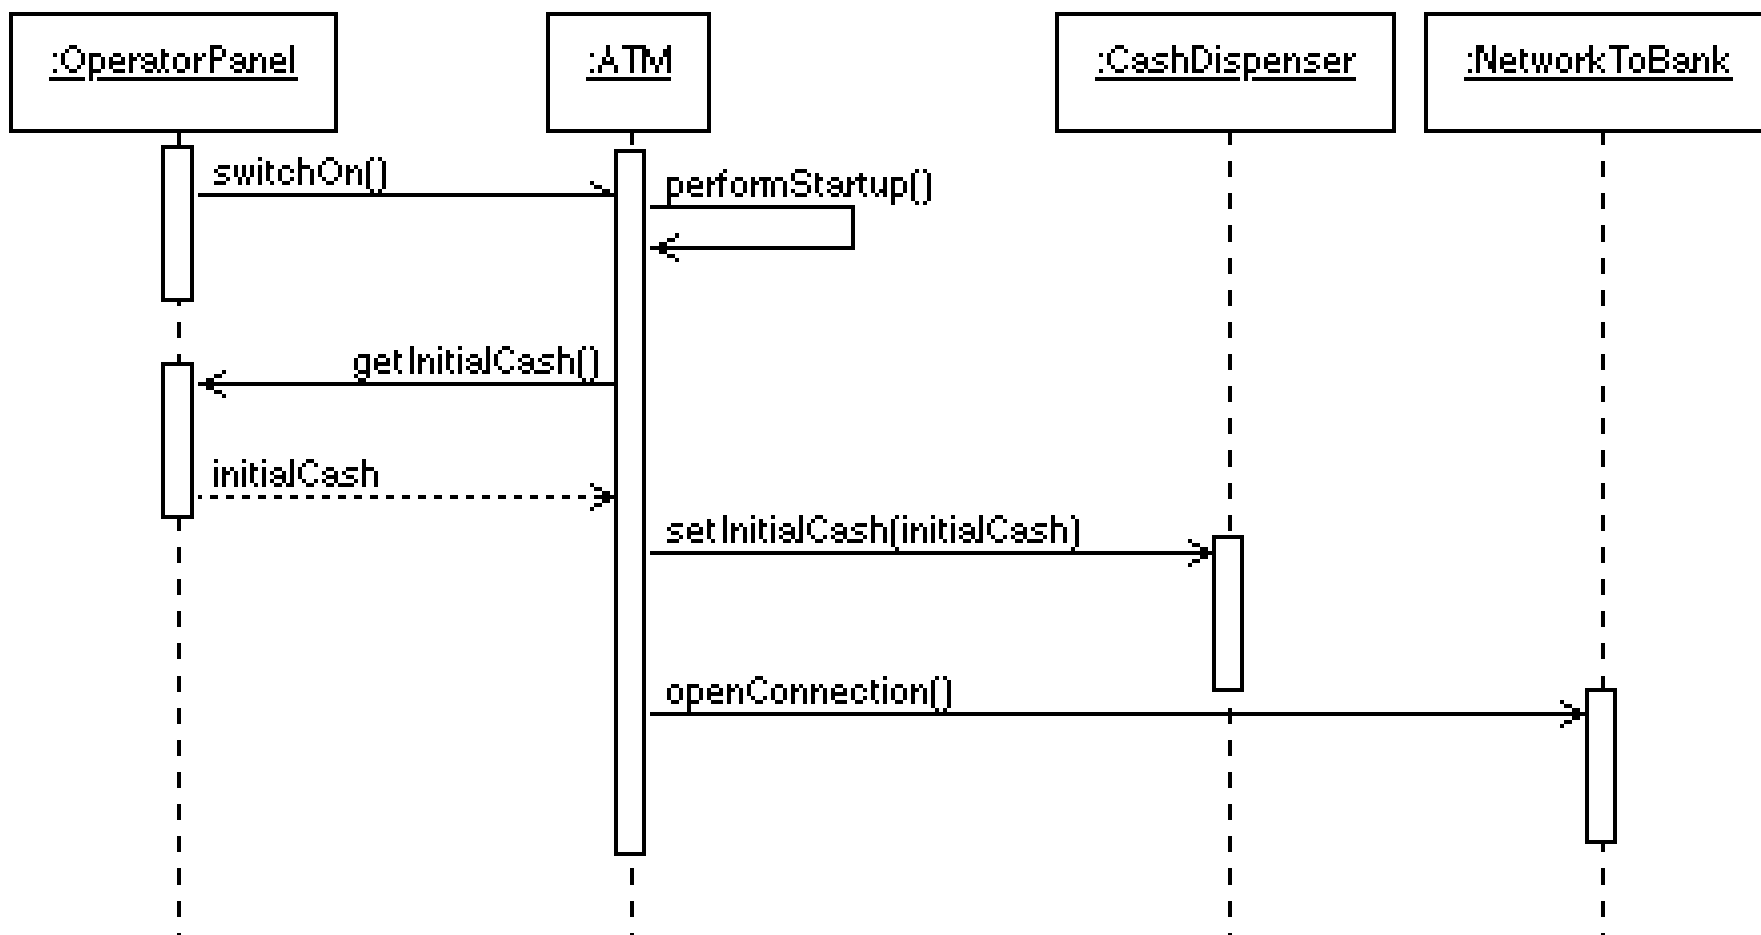 :OperatorPanel
:ATM
:CashDispenser
:NetworkToBank
switchOn()
performStartup()
getInitialCash()
initialCash
setInitialCash(initialCash)
openConnection()